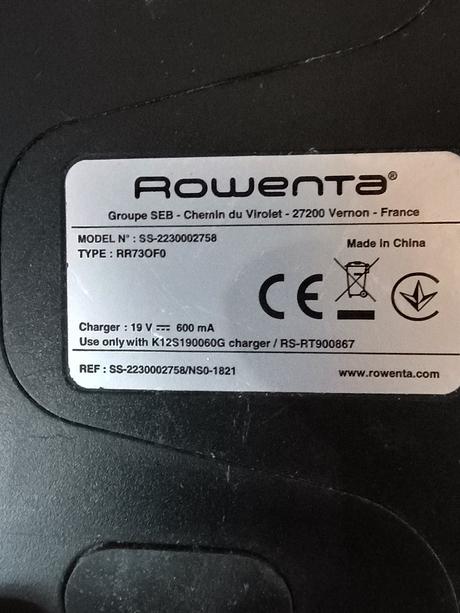 Rowenta®
Groupe SEB - Chemin du Virolet - 27200 Vernon - France
MODEL N° : SS-2230002758
Made in China
TYPE : RR73OF0
CE
Charger : 19 V ⎓ 600 mA
Use only with K12S190060G charger / RS-RT900867
REF : SS-2230002758/NS0-1821
www.rowenta.com